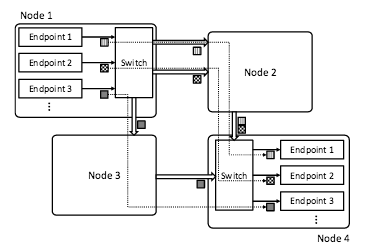 Node 1
Endpoint 1
Endpoint 2
Endpoint 3
⋮
Switch
Node 2
Node 3
Switch
Endpoint 1
Endpoint 2
Endpoint 3
⋮
Node 4